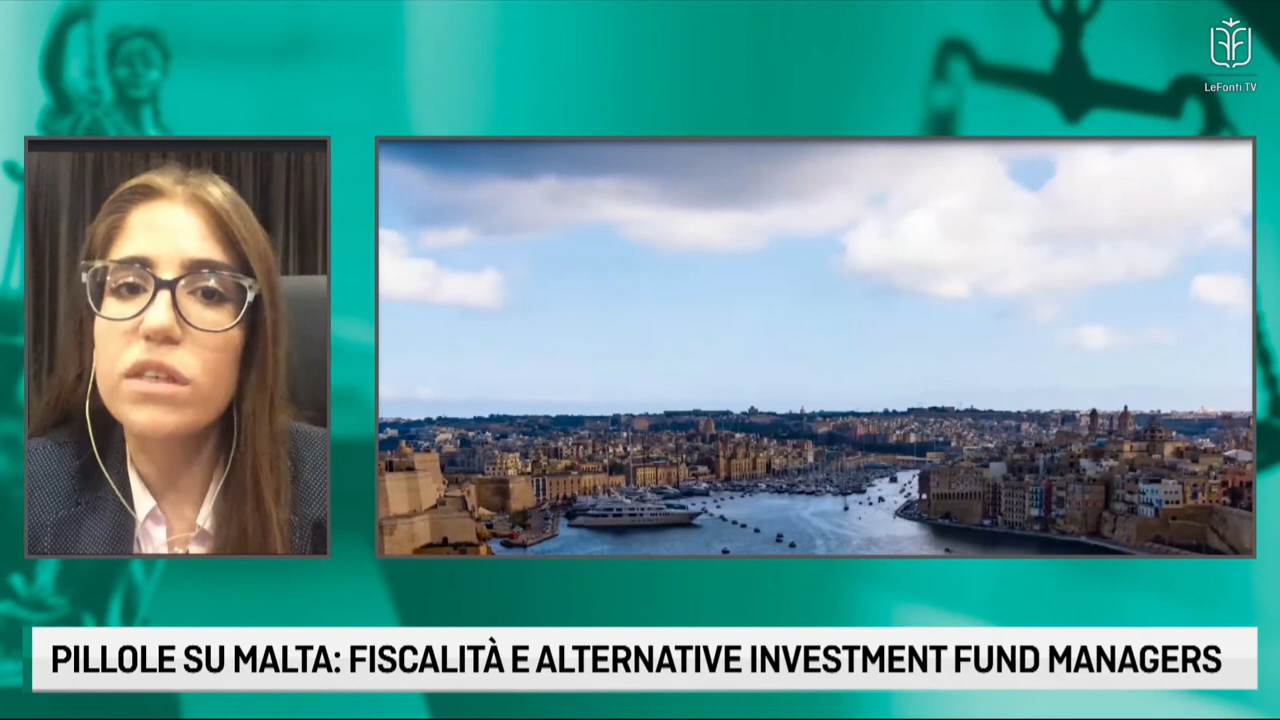 LeFonti.TV
PILLOLE SU MALTA: FISCALITÀ E ALTERNATIVE INVESTMENT FUND MANAGERS